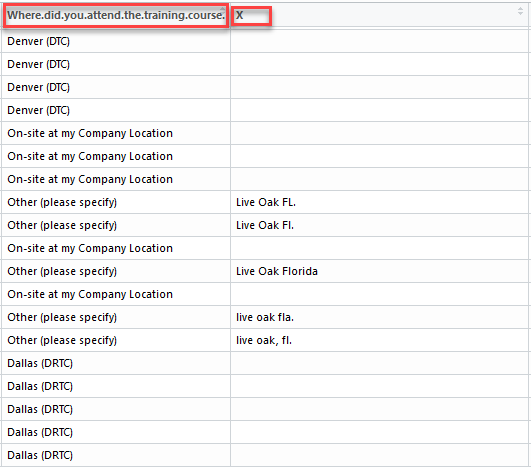 Where.did.you.attend.the.training.course. X
Denver (DTC)
Denver (DTC)
Denver (DTC)
Denver (DTC)
On-site at my Company Location
On-site at my Company Location
On-site at my Company Location
Other (please specify) Live Oak FL.
Other (please specify) Live Oak Fl.
On-site at my Company Location
Other (please specify) Live Oak Florida
On-site at my Company Location
Other (please specify) live oak fla.
Other (please specify) live oak, fl.
Dallas (DRTC)
Dallas (DRTC)
Dallas (DRTC)
Dallas (DRTC)
Dallas (DRTC)